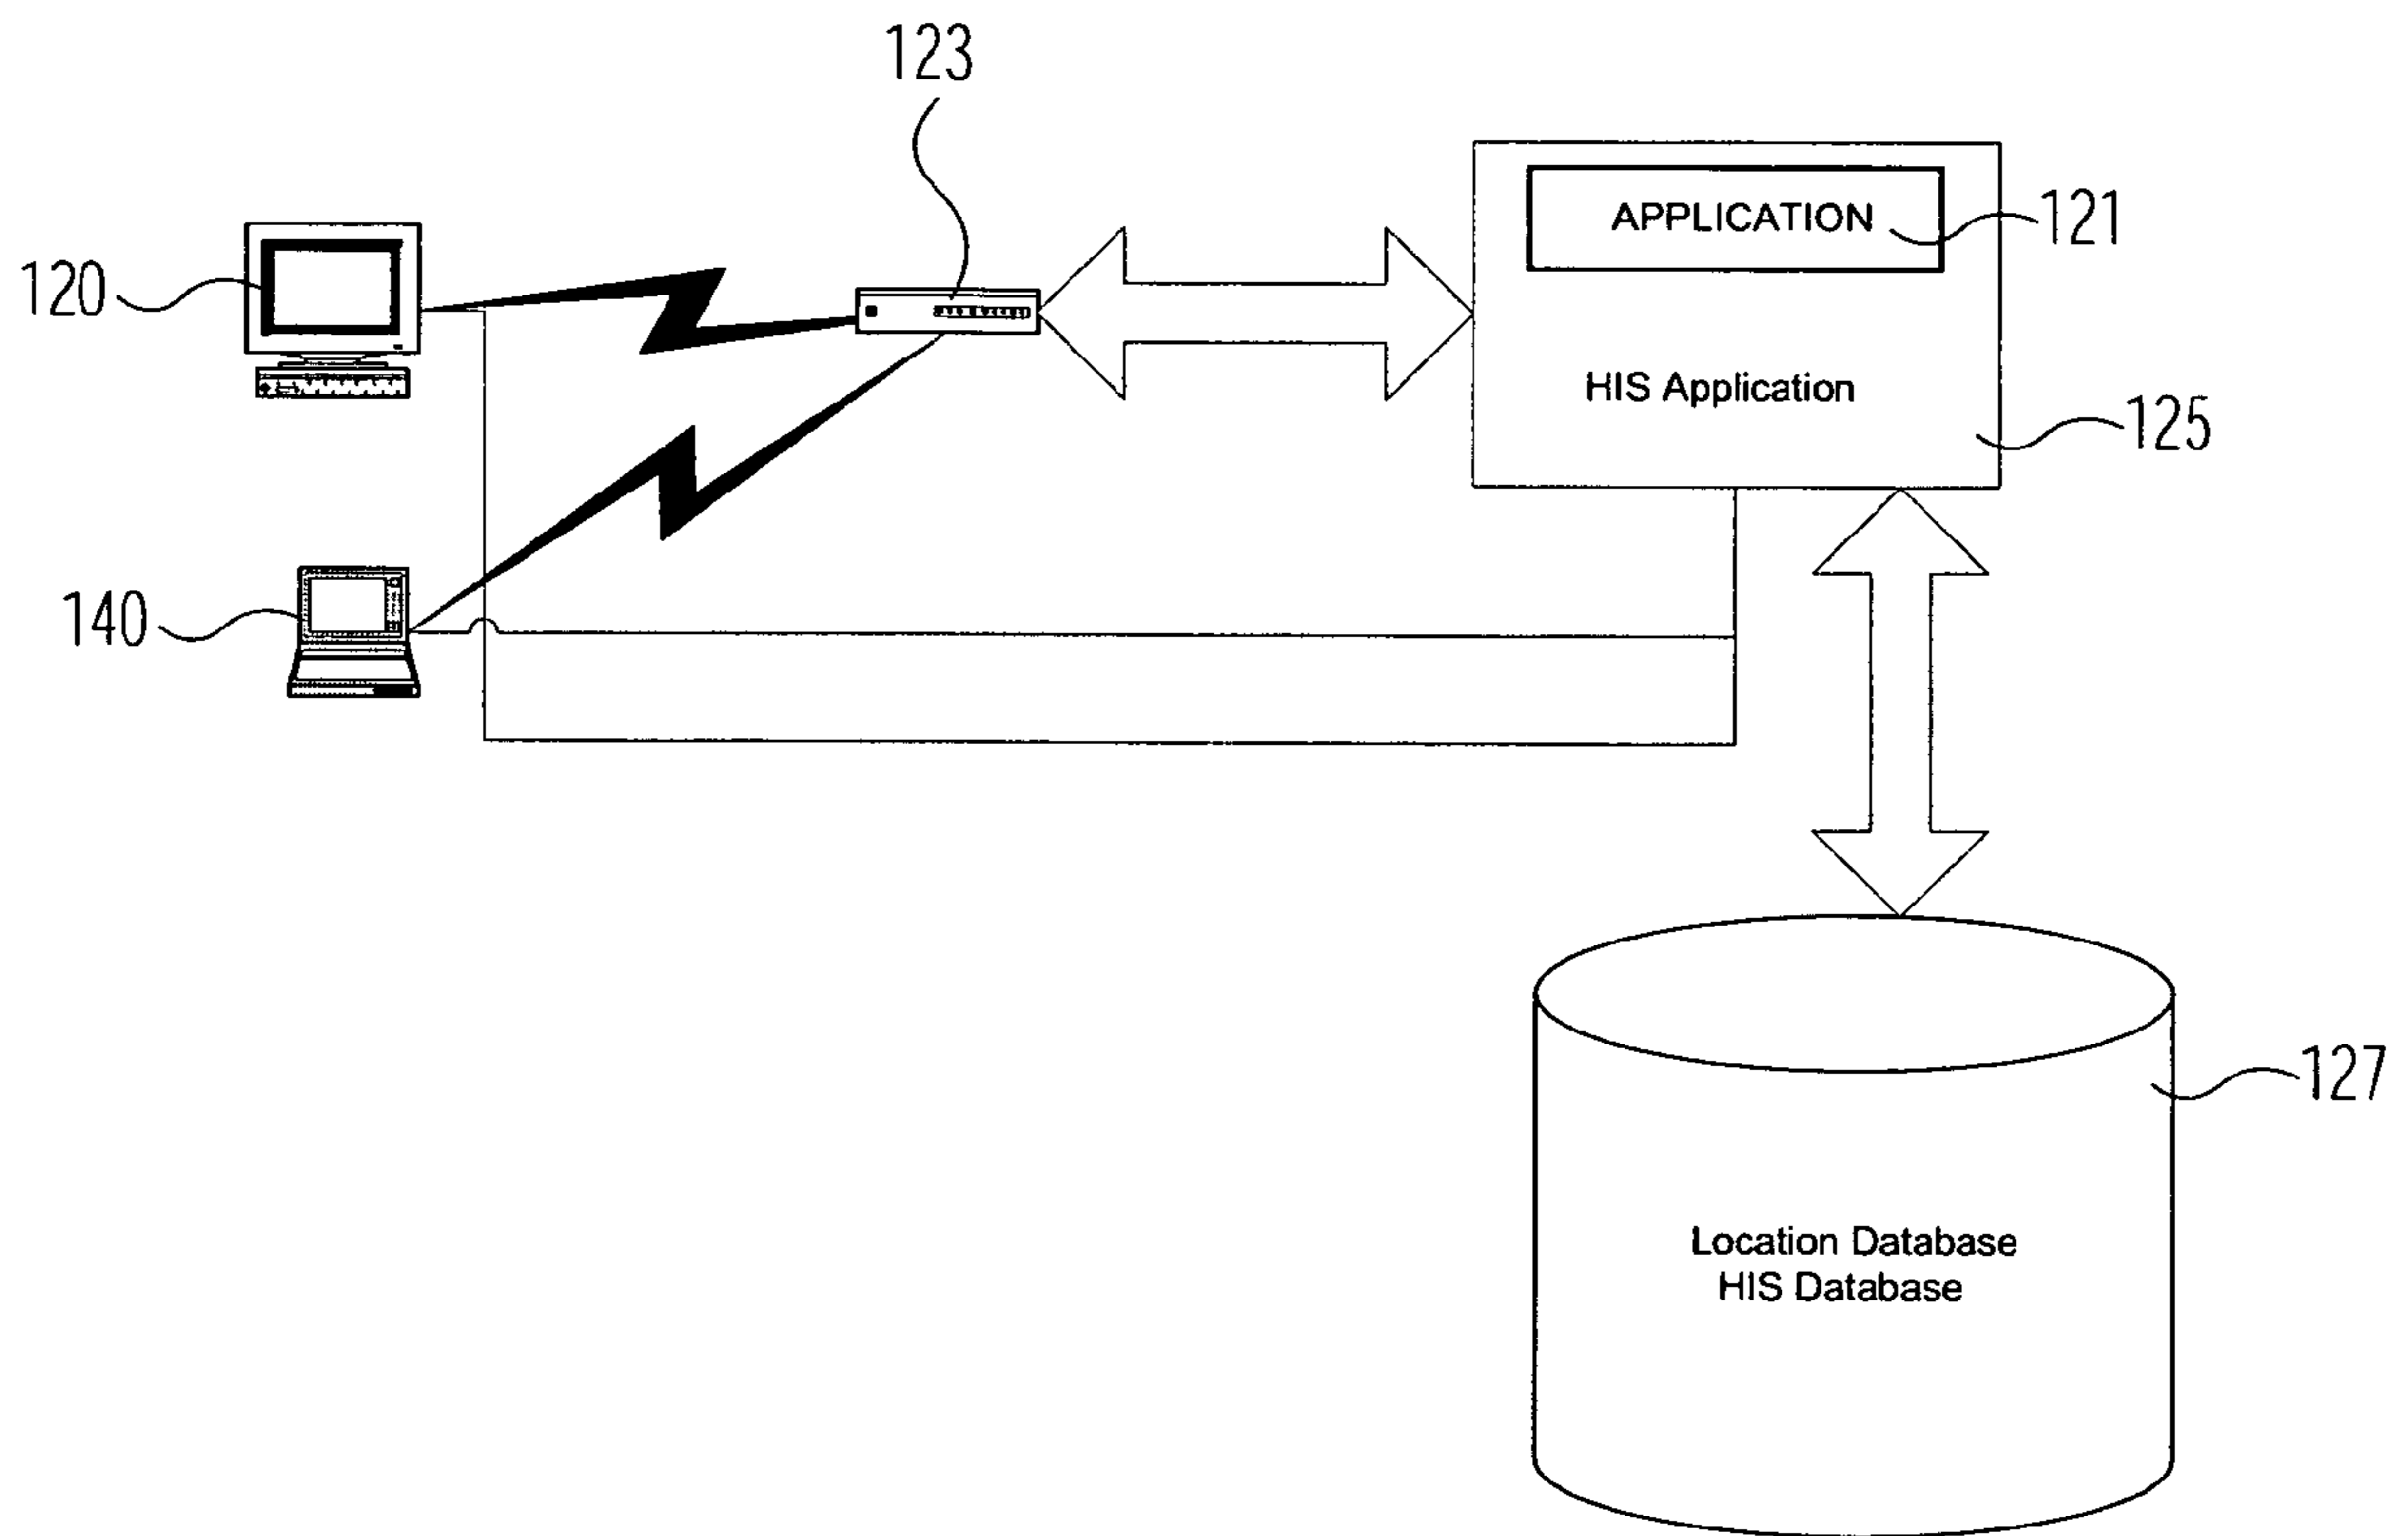 123
APPLICATION
121
120
HIS Application
125
140
127
Location Database
HIS Database